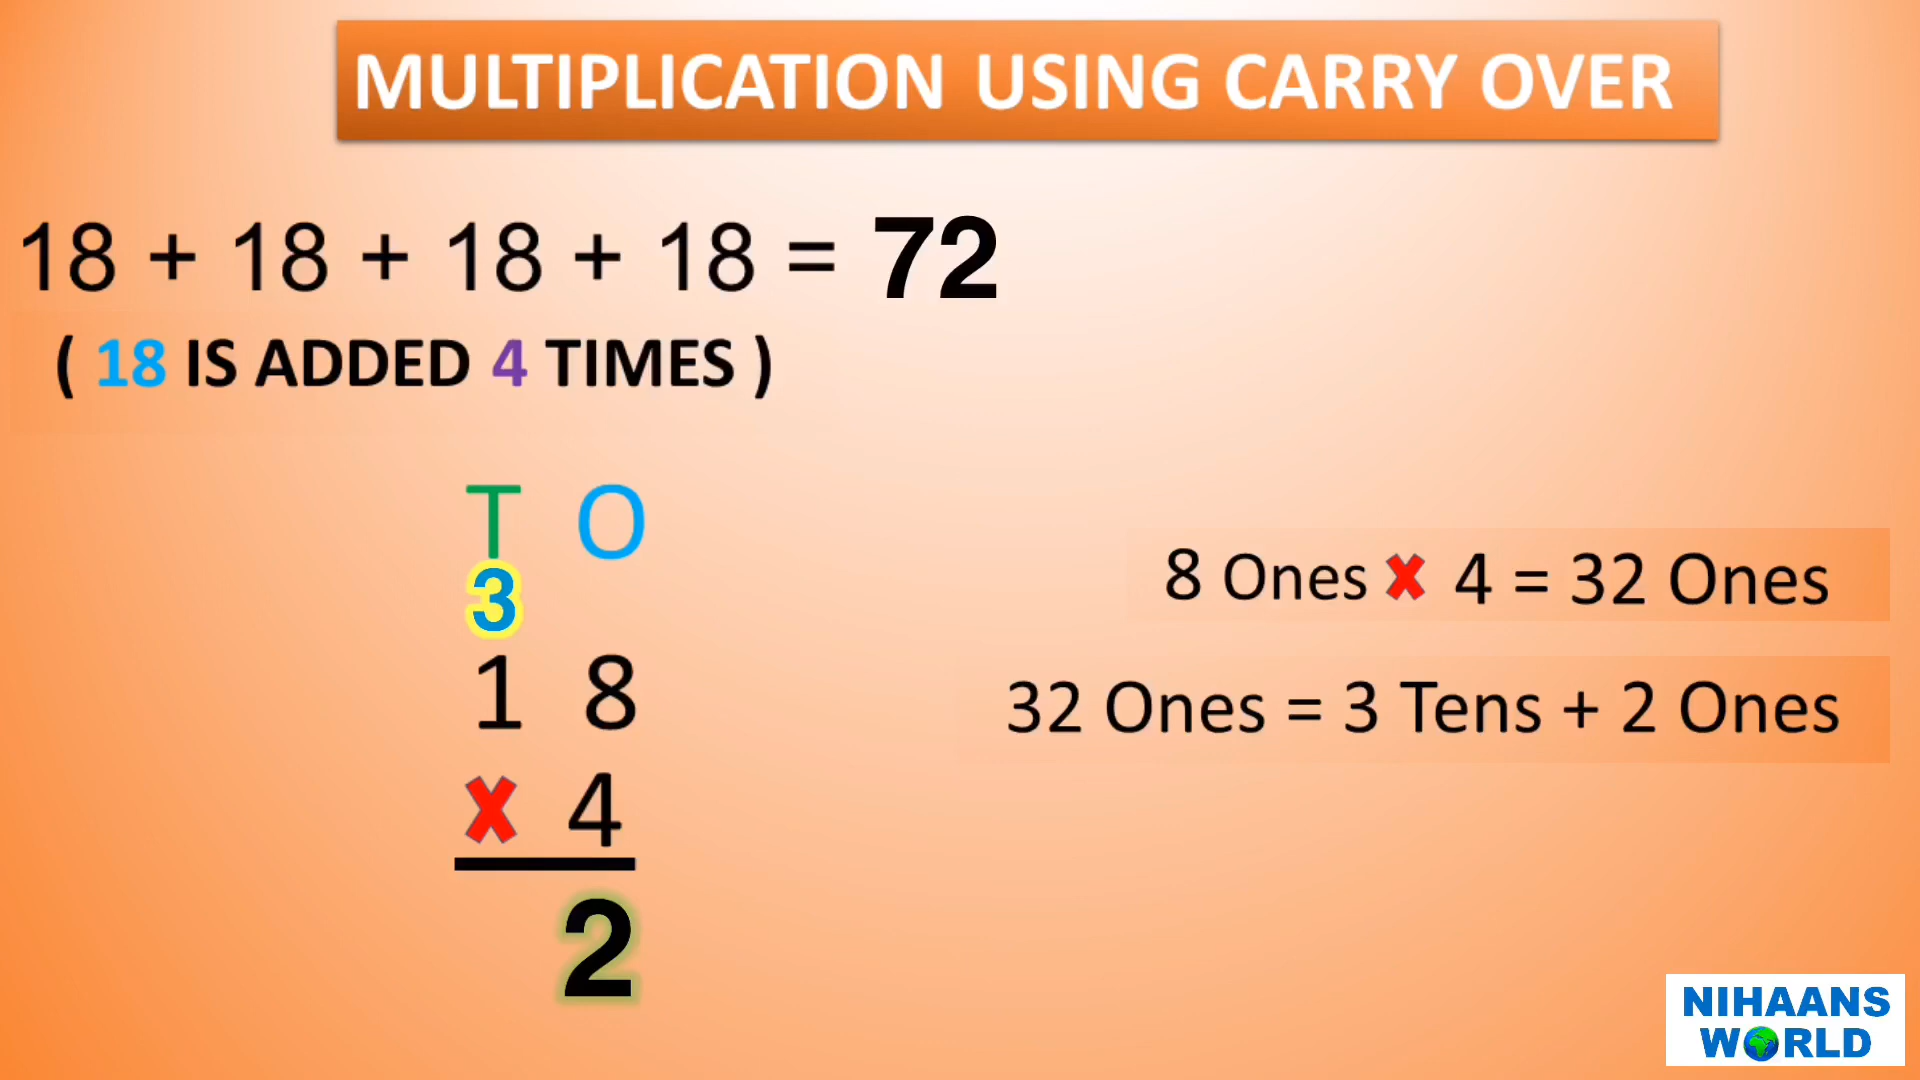 MULTIPLICATION USING CARRY OVER
18 + 18 + 18 + 18 = 72
( 18 IS ADDED 4 TIMES )
T O
3
1 8
✖ 4
2
8 Ones ✖ 4 = 32 Ones
32 Ones = 3 Tens + 2 Ones
NIHAANS
WORLD